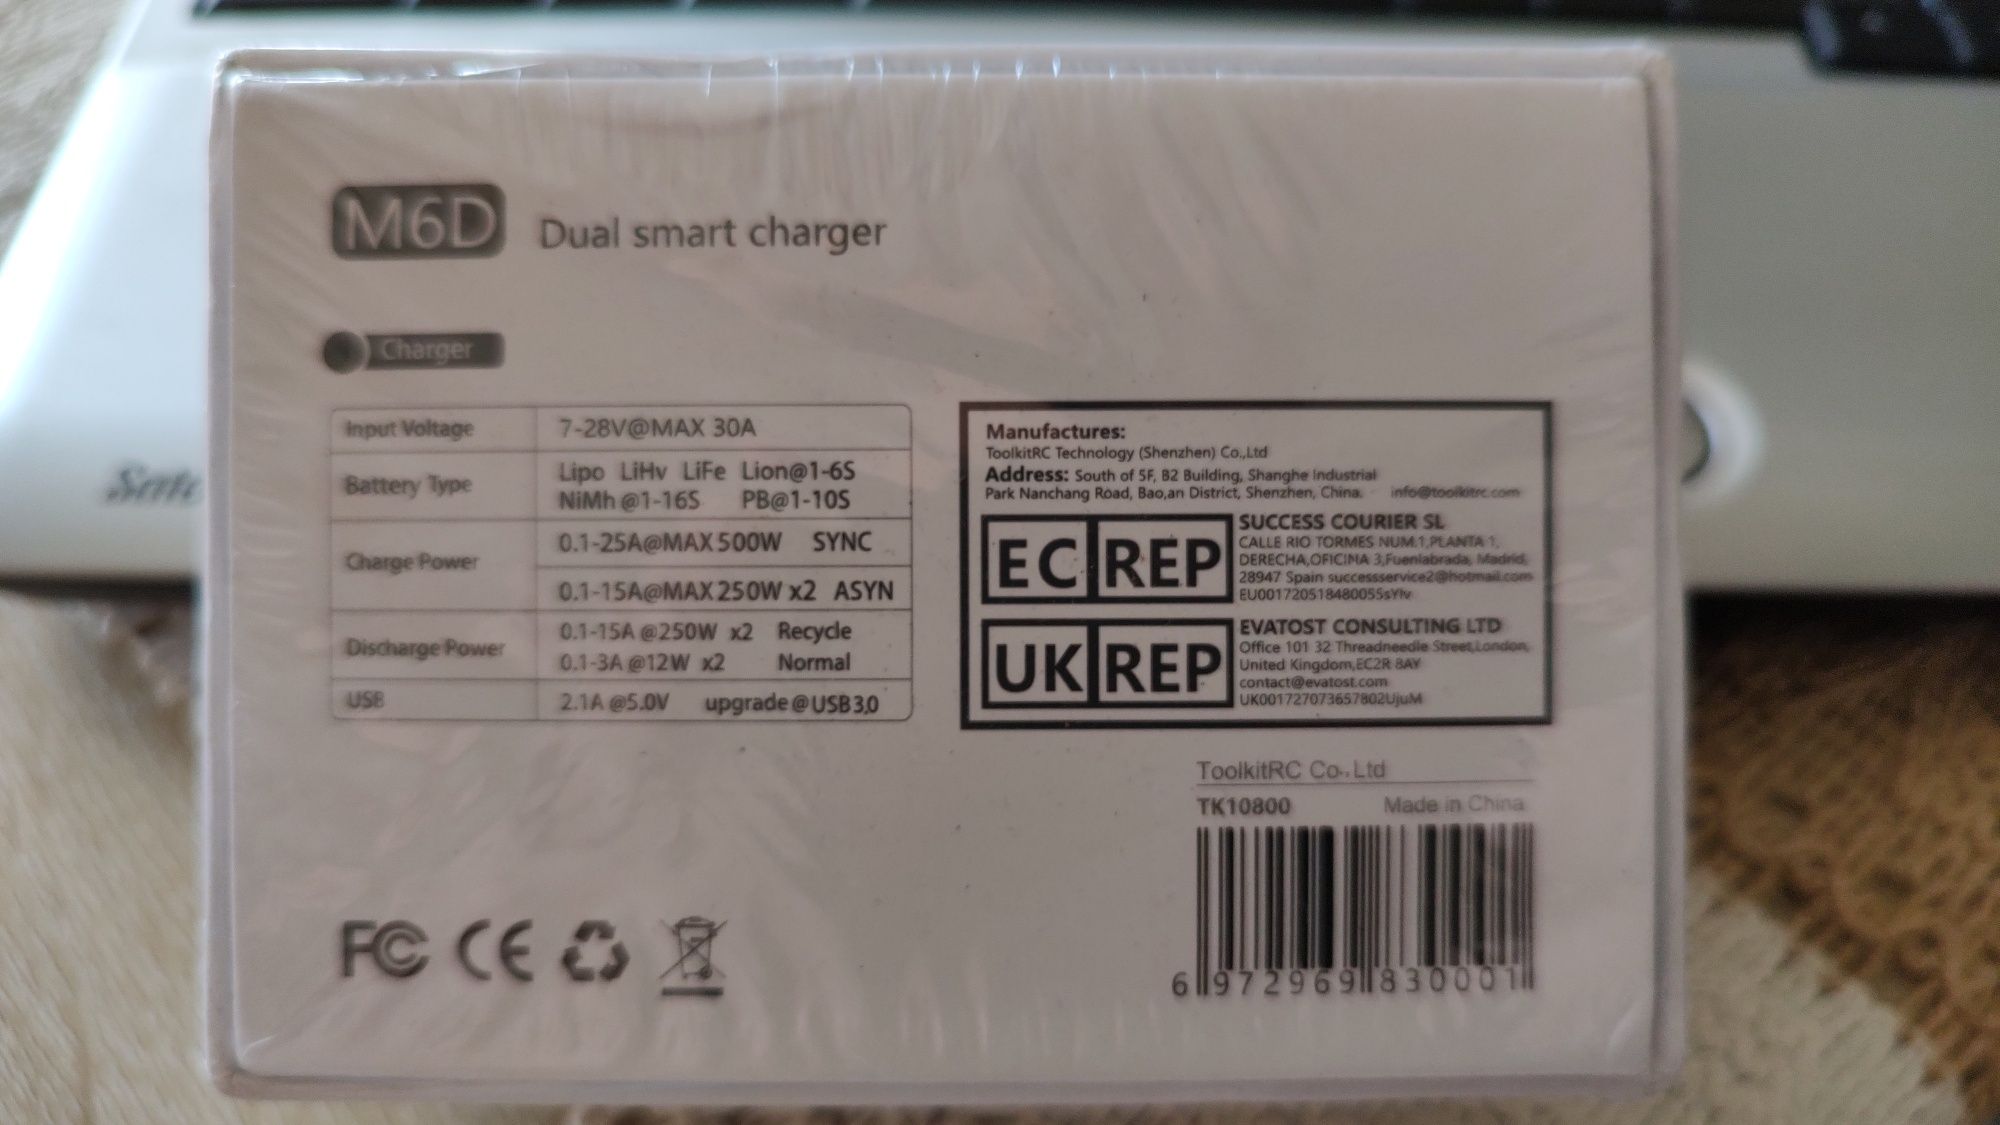 M6D Dual smart charger
Charger
Input Voltage 7-28V@MAX 30A
Battery Type Lipo LiHv LiFe Lion@1-6S
NiMh @1-16S PB@1-10S
Charge Power 0.1-25A@MAX 500W SYNC
0.1-15A@MAX 250W x2 ASYN
Discharge Power 0.1-15A @250W x2 Recycle
0.1-3A @12W x2 Normal
USB 2.1A @5.0V upgrade@USB3.0
Manufactures:
ToolkitRC Technology (Shenzhen) Co.,Ltd
Address: South of 5F, B2 Building, Shanghe Industrial
Park Nanchang Road, Bao,an District, Shenzhen, China. info@toolkitrc.com
EC REP
SUCCESS COURIER SL
CALLE RIO TORMES NUM.1,PLANTA 1,
DERECHA,OFICINA 3,Fuenlabrada, Madrid,
28947 Spain successservice2@hotmail.com
EU001720518480055sYlv
UK REP
EVATOST CONSULTING LTD
Office 101 32 Threadneedle Street,London,
United Kingdom,EC2R 8AY
contact@evatost.com
UK001727073657802UjuM
ToolkitRC Co., Ltd
TK10800 Made in China
6 972969 830001
FC CE